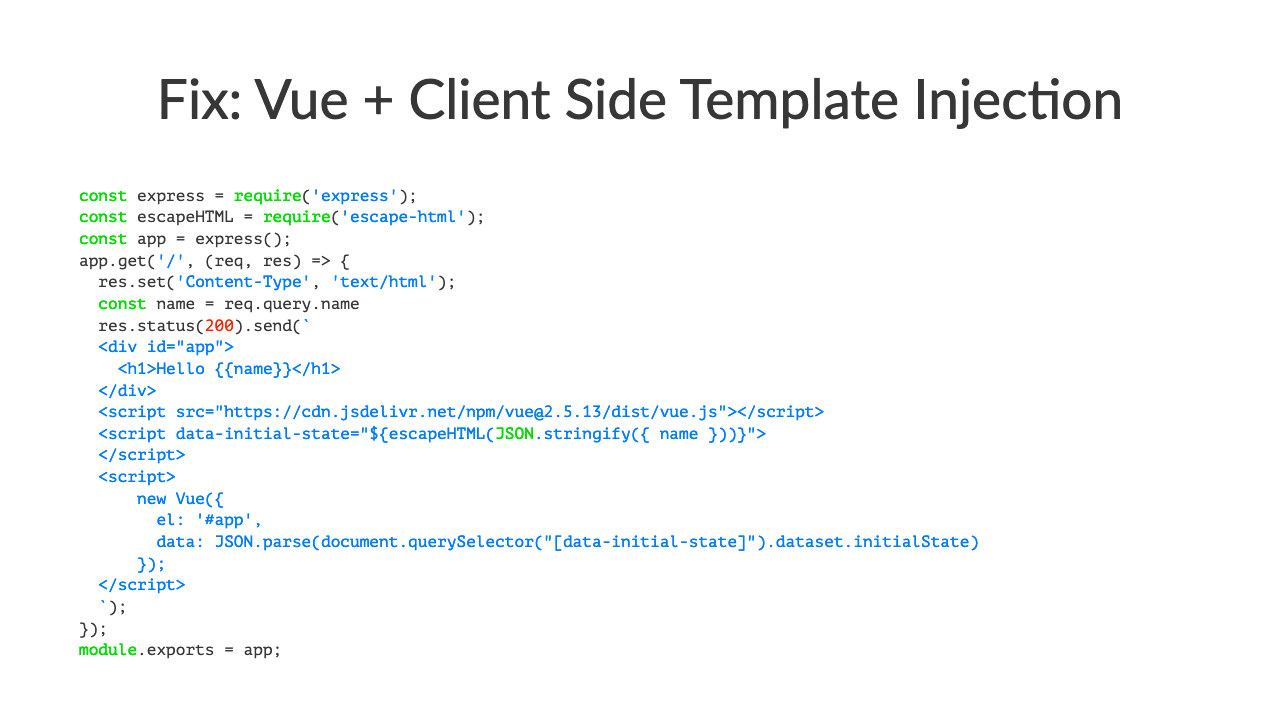 Fix: Vue + Client Side Template Injection
const express = require('express');
const escapeHTML = require('escape-html');
const app = express();
app.get('/', (req, res) => {
  res.set('Content-Type', 'text/html');
  const name = req.query.name
  res.status(200).send(`
  <div id="app">
    <h1>Hello {{name}}</h1>
  </div>
  <script src="https://cdn.jsdelivr.net/npm/vue@2.5.13/dist/vue.js"></script>
  <script data-initial-state="${escapeHTML(JSON.stringify({ name }))}">
  </script>
  <script>
      new Vue({
        el: '#app',
        data: JSON.parse(document.querySelector("[data-initial-state]").dataset.initialState)
      });
  </script>
  `);
});
module.exports = app;